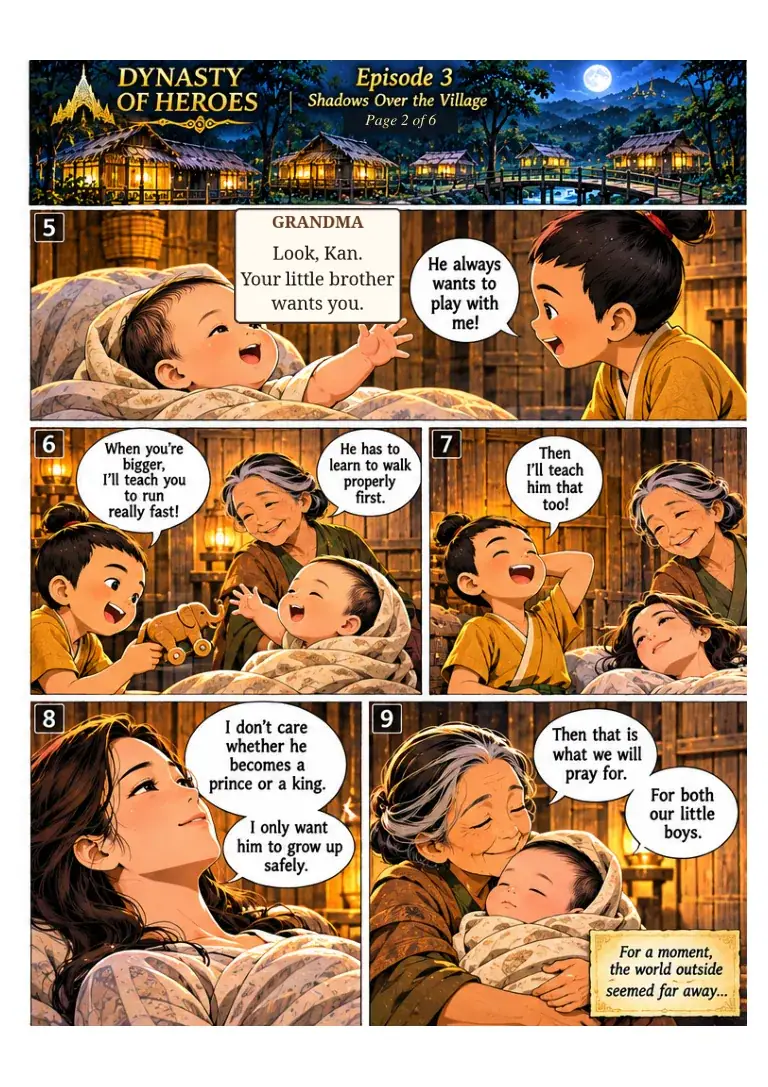 DYNASTY
OF HEROES
Episode 3
Shadows Over the Village
Page 2 of 6
5
GRANDMA
Look, Kan.
Your little brother
wants you.
He always
wants to
play with
me!
6
When you're
bigger,
I'll teach you
to run
really fast!
He has to
learn to walk
properly
first.
7
Then
I'll teach
him that
too!
8
I don't care
whether he
becomes a
prince or a king.
I only want
him to grow up
safely.
9
Then that is
what we will
pray for.
For both
our little
boys.
For a moment,
the world outside
seemed far away...